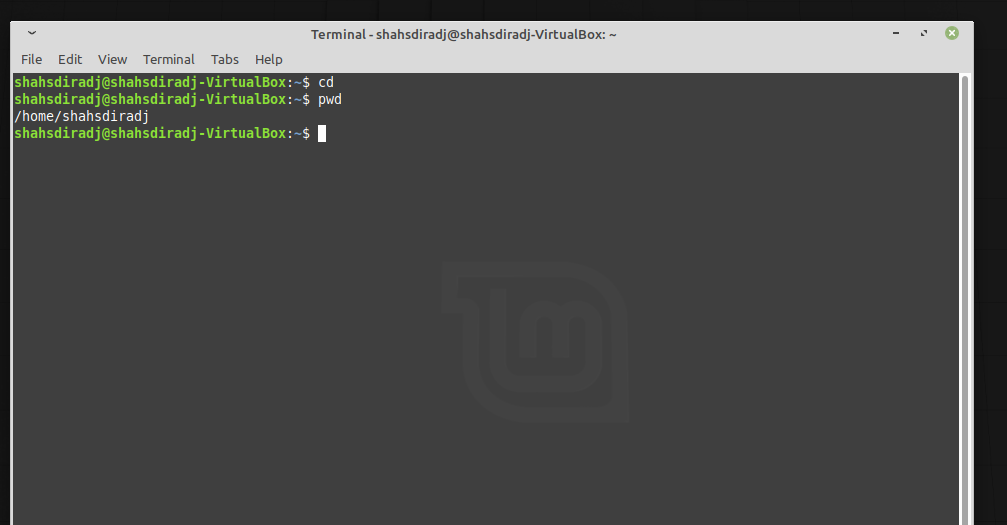 Terminal - shahsdiradj@shahsdiradj-VirtualBox: ~
File Edit View Terminal Tabs Help
shahsdiradj@shahsdiradj-VirtualBox:~$ cd
shahsdiradj@shahsdiradj-VirtualBox:~$ pwd
/home/shahsdiradj
shahsdiradj@shahsdiradj-VirtualBox:~$